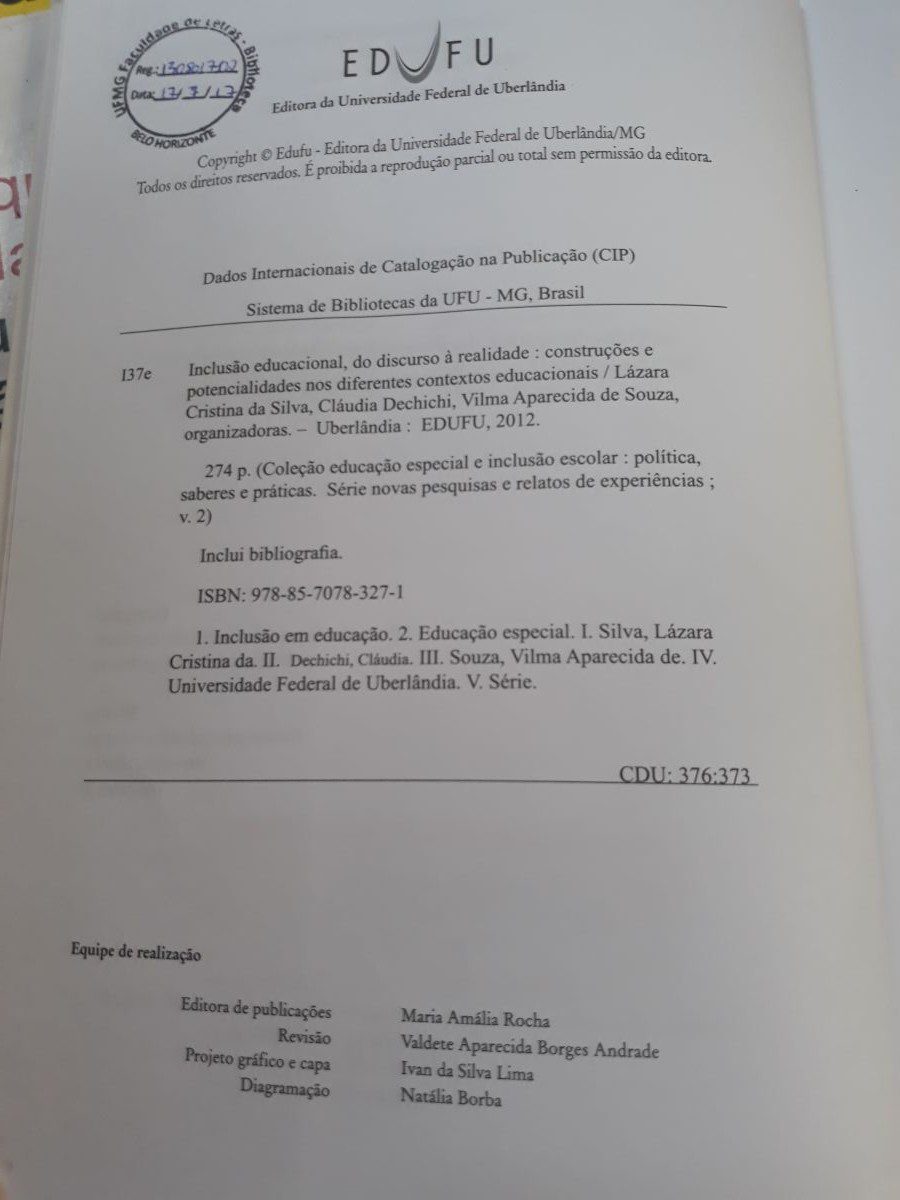 UFMG Faculdade de Letras - Biblioteca
Reg.: 130801702
Data: 17/7/17
BELO HORIZONTE
EDUFU
Editora da Universidade Federal de Uberlândia
Copyright © Edufu - Editora da Universidade Federal de Uberlândia/MG
Todos os direitos reservados. É proibida a reprodução parcial ou total sem permissão da editora.
Dados Internacionais de Catalogação na Publicação (CIP)
Sistema de Bibliotecas da UFU - MG, Brasil
I37e Inclusão educacional, do discurso à realidade : construções e
potencialidades nos diferentes contextos educacionais / Lázara
Cristina da Silva, Cláudia Dechichi, Vilma Aparecida de Souza,
organizadoras. – Uberlândia : EDUFU, 2012.
274 p. (Coleção educação especial e inclusão escolar : política,
saberes e práticas. Série novas pesquisas e relatos de experiências ;
v. 2)
Inclui bibliografia.
ISBN: 978-85-7078-327-1
1. Inclusão em educação. 2. Educação especial. I. Silva, Lázara
Cristina da. II. Dechichi, Cláudia. III. Souza, Vilma Aparecida de. IV.
Universidade Federal de Uberlândia. V. Série.
CDU: 376:373
Equipe de realização
Editora de publicações Maria Amália Rocha
Revisão Valdete Aparecida Borges Andrade
Projeto gráfico e capa Ivan da Silva Lima
Diagramação Natália Borba